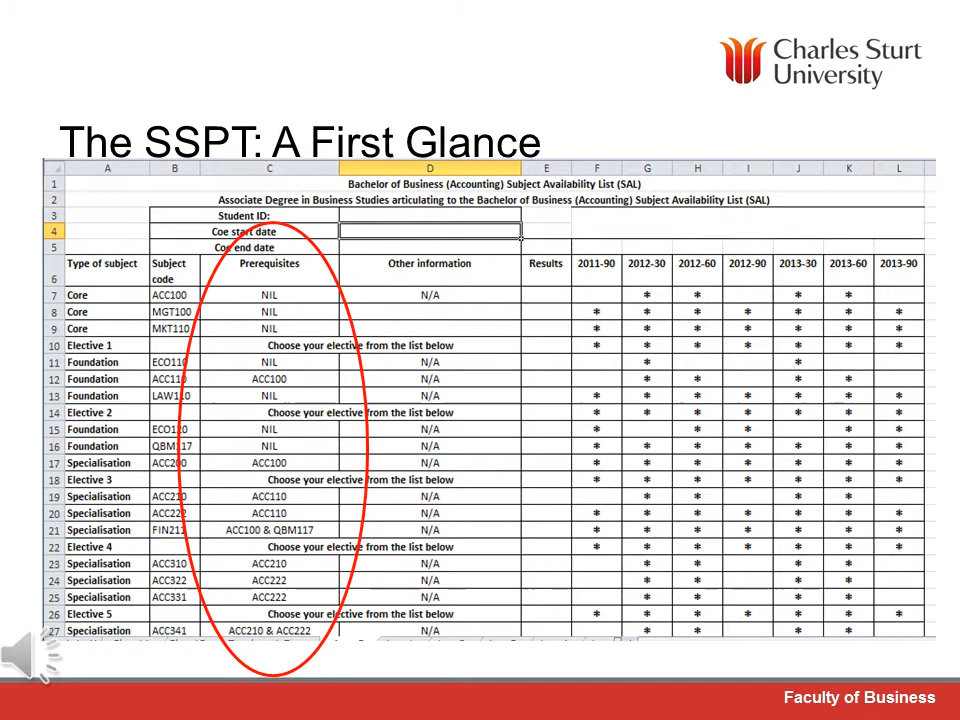 Charles Sturt
University
The SSPT: A First Glance
A B C D E F G H I J K L
1 Bachelor of Business (Accounting) Subject Availability List (SAL)
2 Associate Degree in Business Studies articulating to the Bachelor of Business (Accounting) Subject Availability List (SAL)
3 Student ID:
4 Coe start date
5 Coe end date
6 Type of subject Subject code Prerequisites Other information Results 2011-90 2012-30 2012-60 2012-90 2013-30 2013-60 2013-90
7 Core ACC100 NIL N/A * * * *
8 Core MGT100 NIL * * * * * * *
9 Core MKT110 NIL * * * * * * *
10 Elective 1 Choose your elective from the list below * * * * * * *
11 Foundation ECO110 NIL N/A * *
12 Foundation ACC110 ACC100 N/A * * * *
13 Foundation LAW110 NIL N/A * * * * * * *
14 Elective 2 Choose your elective from the list below * * * * * * *
15 Foundation ECO120 NIL N/A * * * * *
16 Foundation QBM117 NIL N/A * * * * * * *
17 Specialisation ACC200 ACC100 N/A * * * * * * *
18 Elective 3 Choose your elective from the list below * * * * * * *
19 Specialisation ACC210 ACC110 N/A * * * *
20 Specialisation ACC222 ACC110 N/A * * * * * * *
21 Specialisation FIN211 ACC100 & QBM117 N/A * * * * * * *
22 Elective 4 Choose your elective from the list below * * * * * * *
23 Specialisation ACC310 ACC210 N/A * * * *
24 Specialisation ACC322 ACC222 N/A * * * *
25 Specialisation ACC331 ACC222 N/A * * * *
26 Elective 5 Choose your elective from the list below * * * * * * *
27 Specialisation ACC341 ACC210 & ACC222 N/A * * * *
Faculty of Business